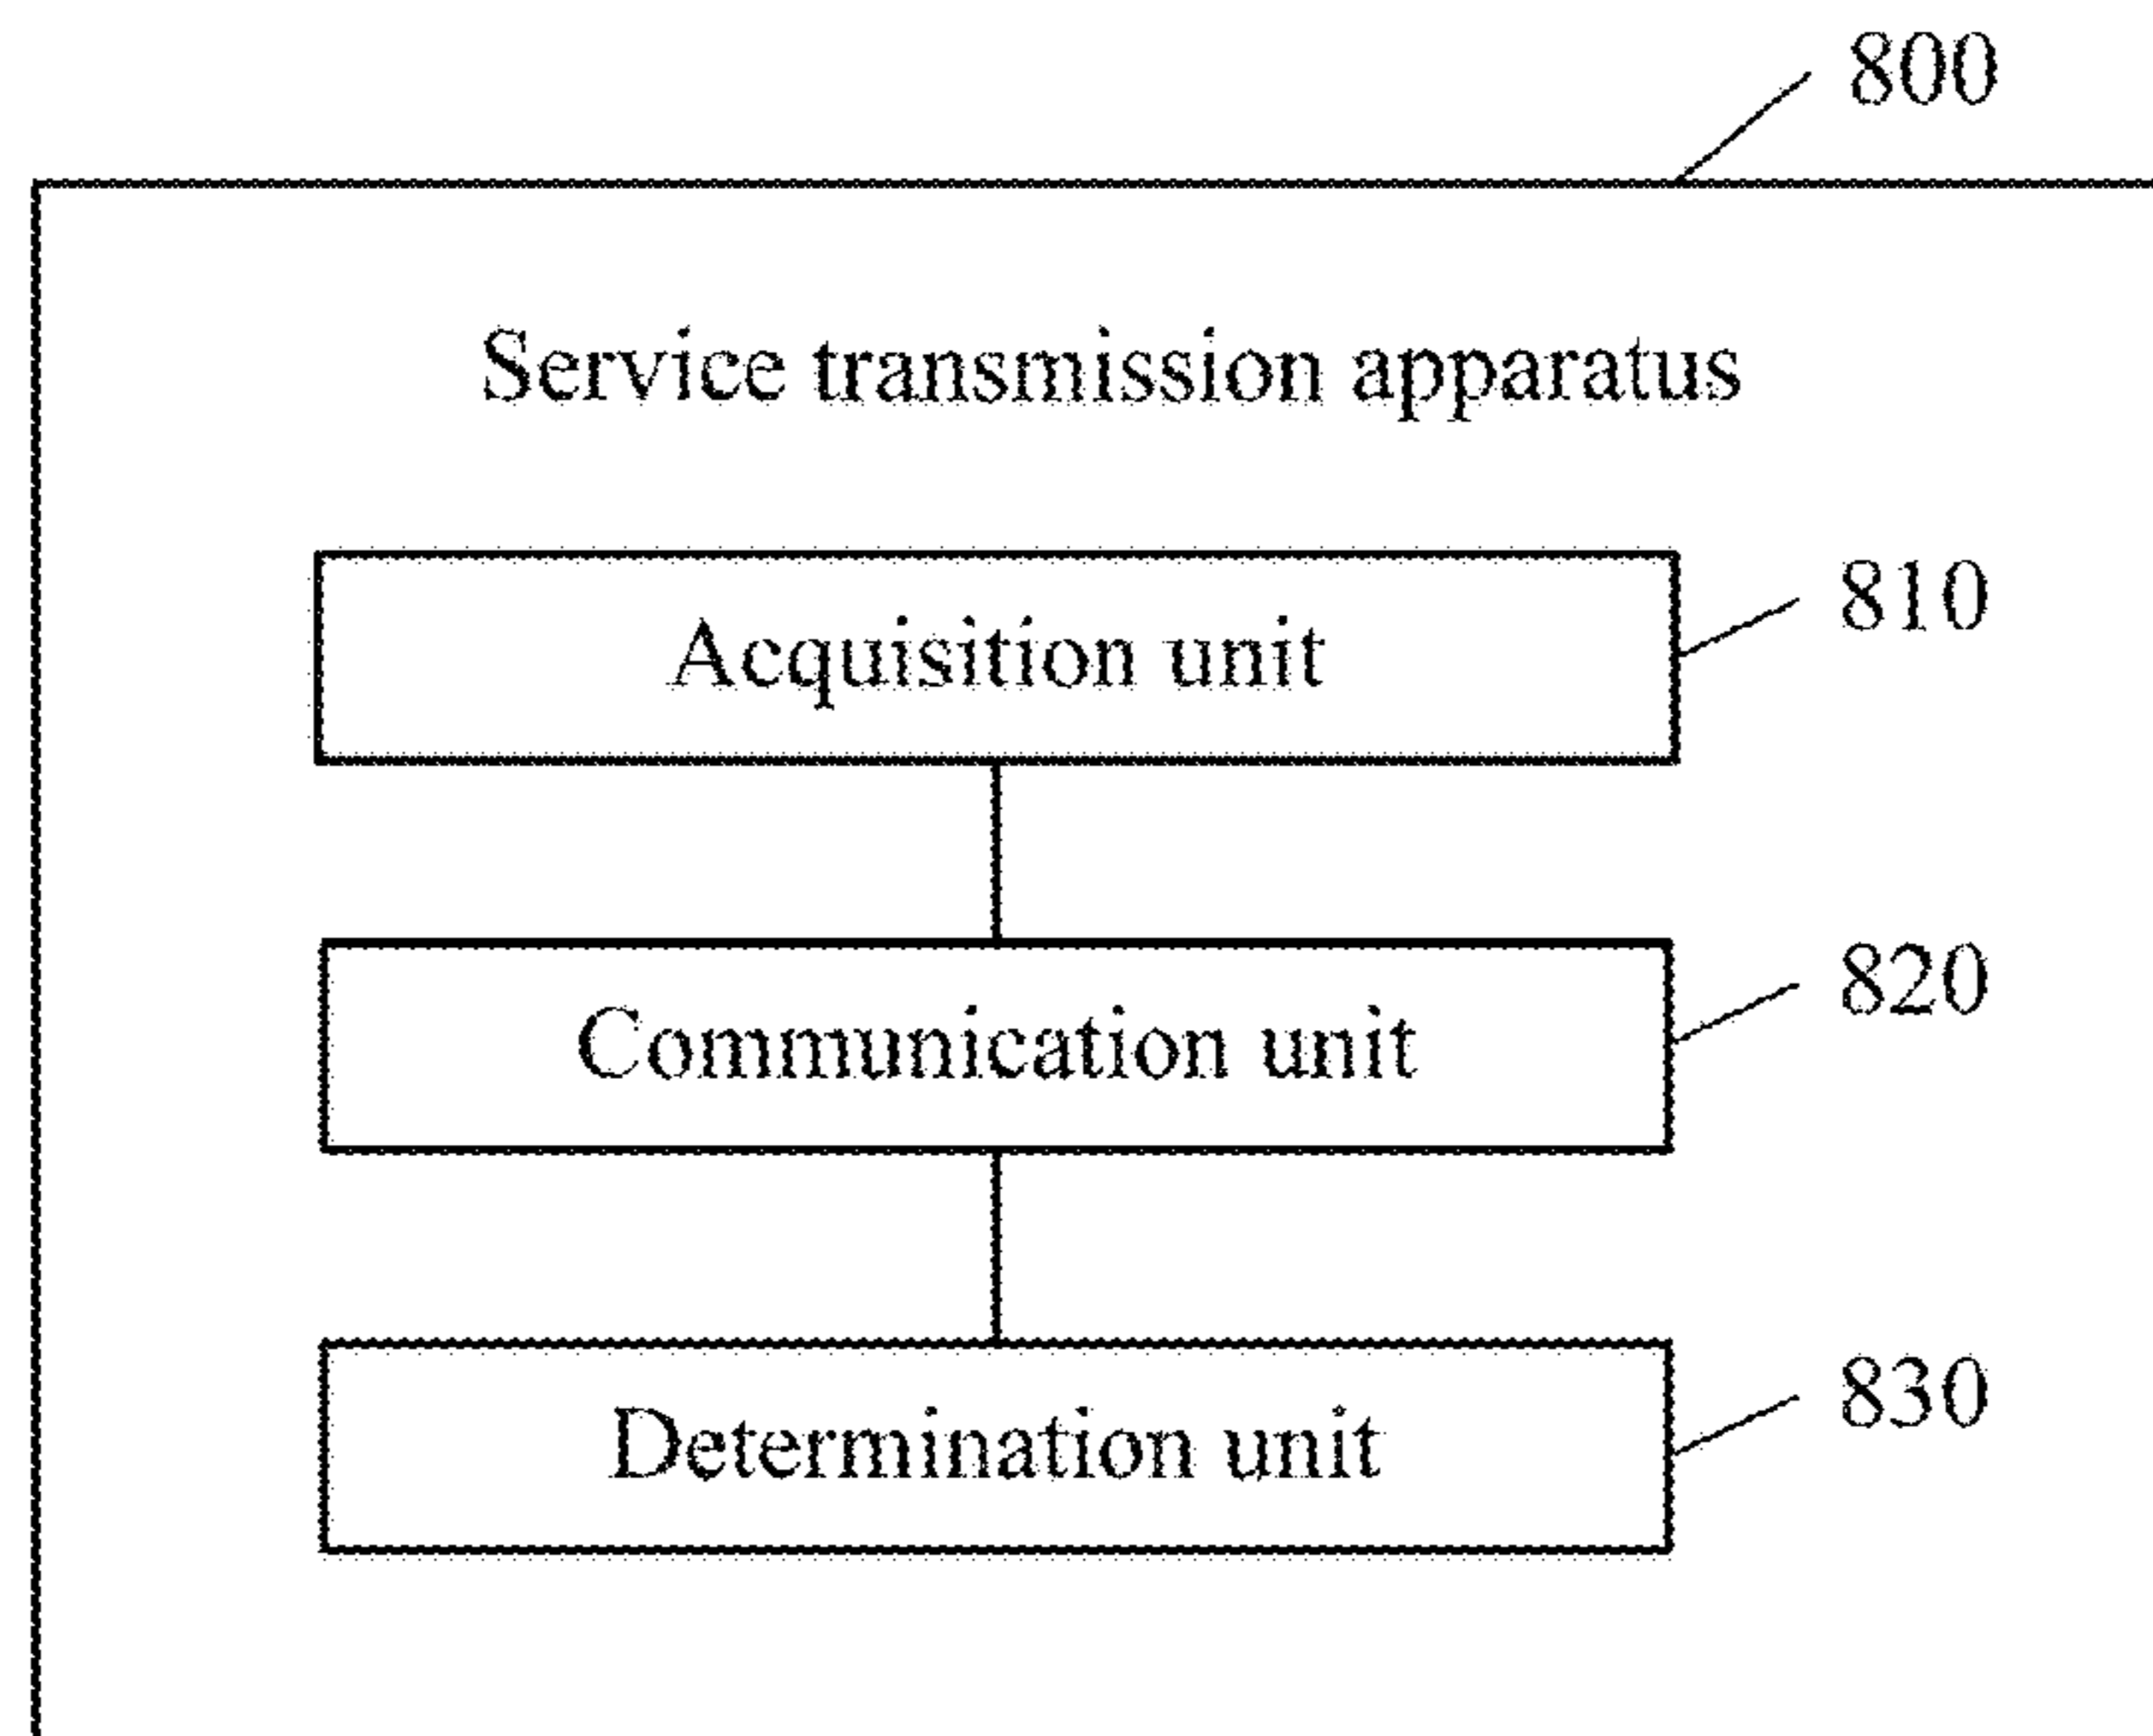 800
Service transmission apparatus
Acquisition unit 810
Communication unit 820
Determination unit 830